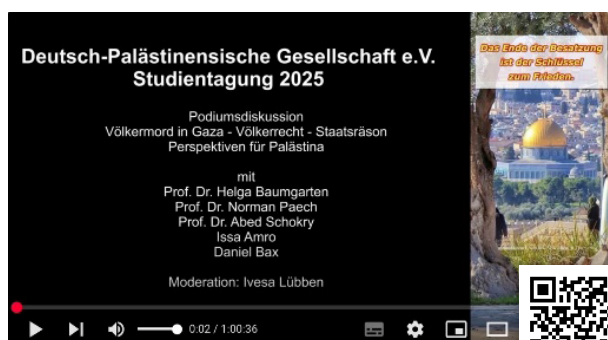 Deutsch-Palästinensische Gesellschaft e.V.
Studientagung 2025
Podiumsdiskussion
Völkermord in Gaza - Völkerrecht - Staatsräson
Perspektiven für Palästina
mit
Prof. Dr. Helga Baumgarten
Prof. Dr. Norman Paech
Prof. Dr. Abed Schokry
Issa Amro
Daniel Bax
Moderation: Ivesa Lübben
Das Ende der Besatzung
ist der Schlüssel
zum Frieden.
0:02 / 1:00:36